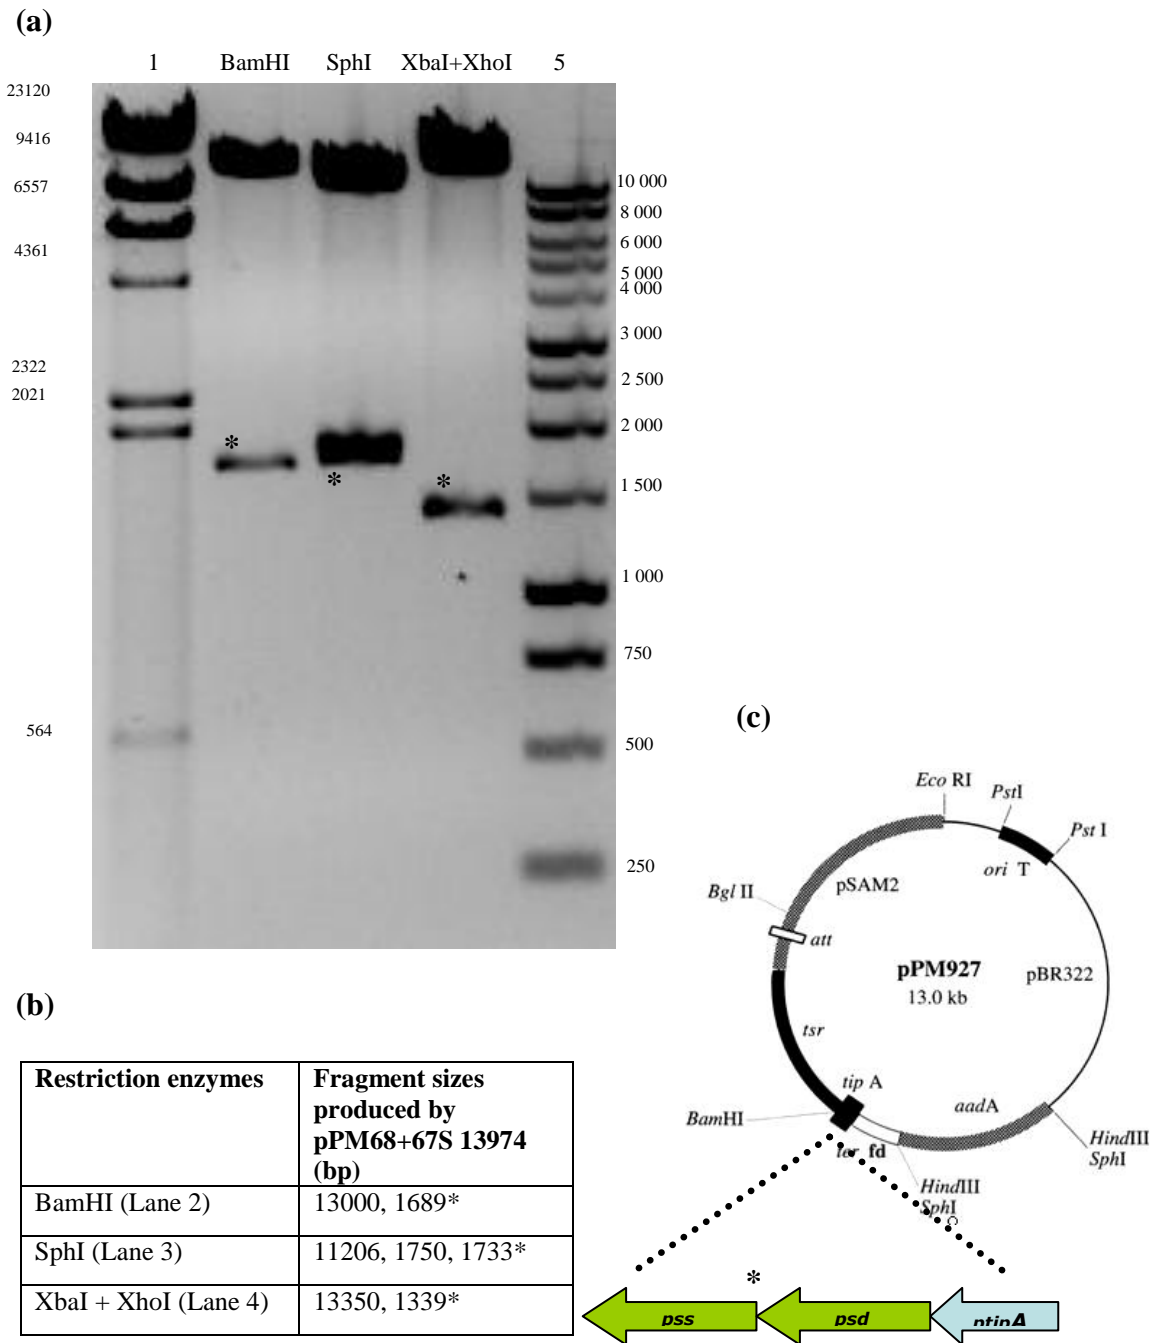 (a)
1 BamHI SphI XbaI+XhoI 5
23120
9416
6557
4361
2322
2021
564
10 000
8 000
6 000
5 000
4 000
3 000
2 500
2 000
1 500
1 000
750
500
250
*
*
*
(b)
Restriction enzymes
Fragment sizes
produced by
pPM68+67S 13974
(bp)
BamHI (Lane 2)
13000, 1689*
SphI (Lane 3)
11206, 1750, 1733*
XbaI + XhoI (Lane 4)
13350, 1339*
(c)
Eco RI
PstI
Pst I
ori T
pSAM2
Bgl II
att
pPM927
13.0 kb
pBR322
tsr
tip A
BamHI
aadA
ter fd
HindIII
SphI
HindIII
SphI
*
pss
psd
ptipA